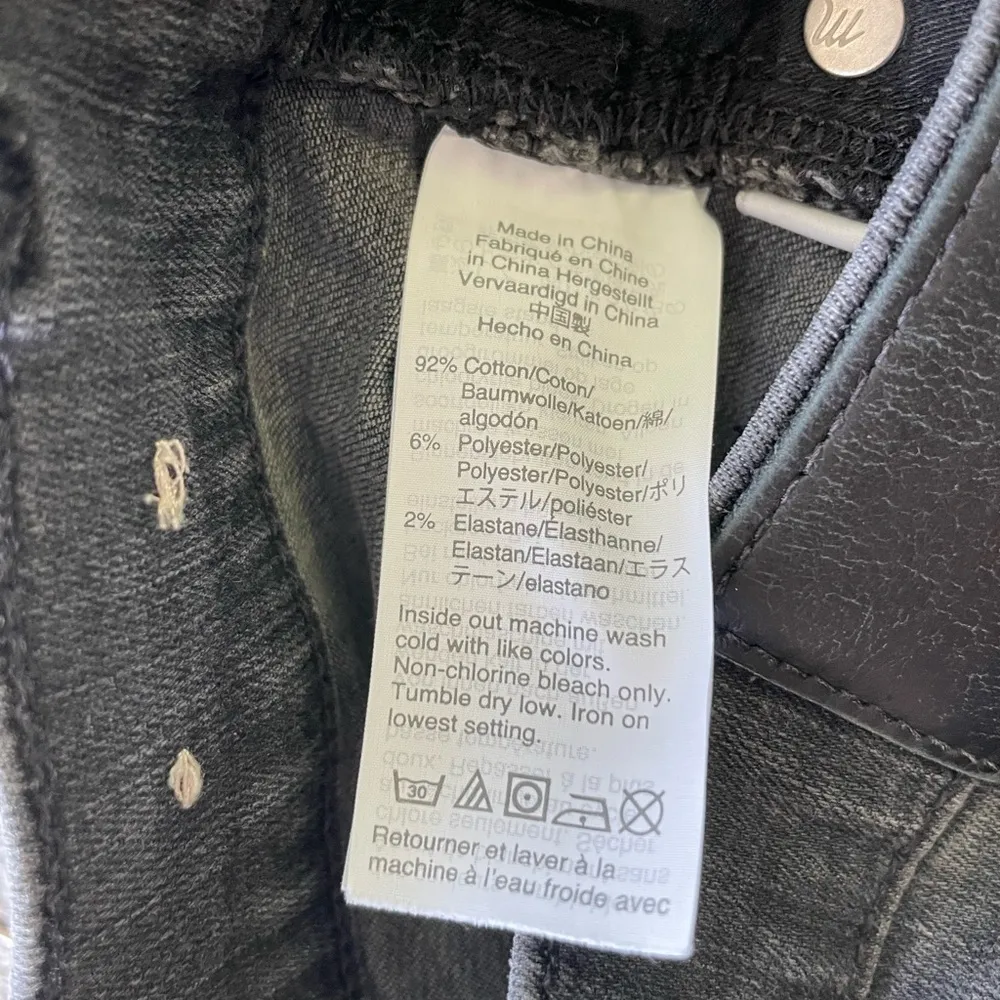 Made in China
Fabriqué en Chine
in China Hergestellt
Vervaardigd in China
中国製
Hecho en China
92% Cotton/Coton/
Baumwolle/Katoen/綿/
algodón
6% Polyester/Polyester/
Polyester/Polyester/ポリ
エステル/poliéster
2% Elastane/Élasthanne/
Elastan/Elastaan/エラス
テーン/elastano
Inside out machine wash
cold with like colors.
Non-chlorine bleach only.
Tumble dry low. Iron on
lowest setting.
30
Retourner et laver à la
machine à l'eau froide avec